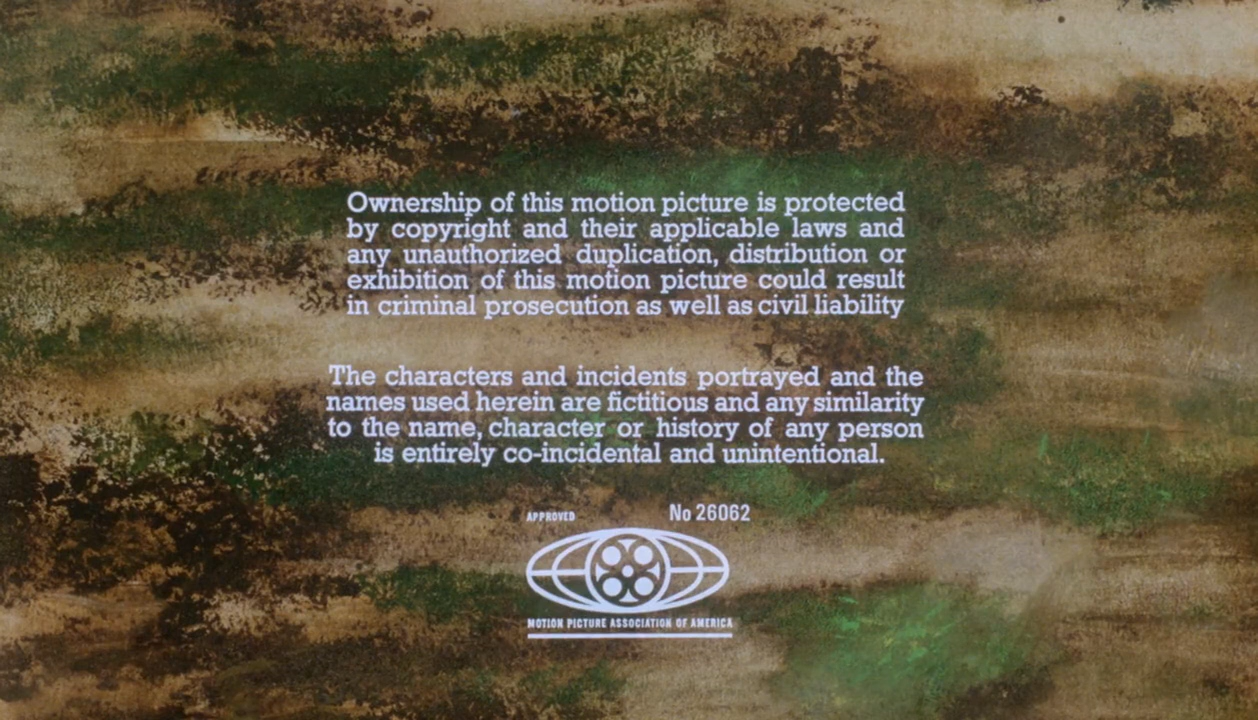 Ownership of this motion picture is protected
by copyright and their applicable laws and
any unauthorized duplication, distribution or
exhibition of this motion picture could result
in criminal prosecution as well as civil liability
The characters and incidents portrayed and the
names used herein are fictitious and any similarity
to the name, character or history of any person
is entirely co-incidental and unintentional.
APPROVED No 26062
MOTION PICTURE ASSOCIATION OF AMERICA